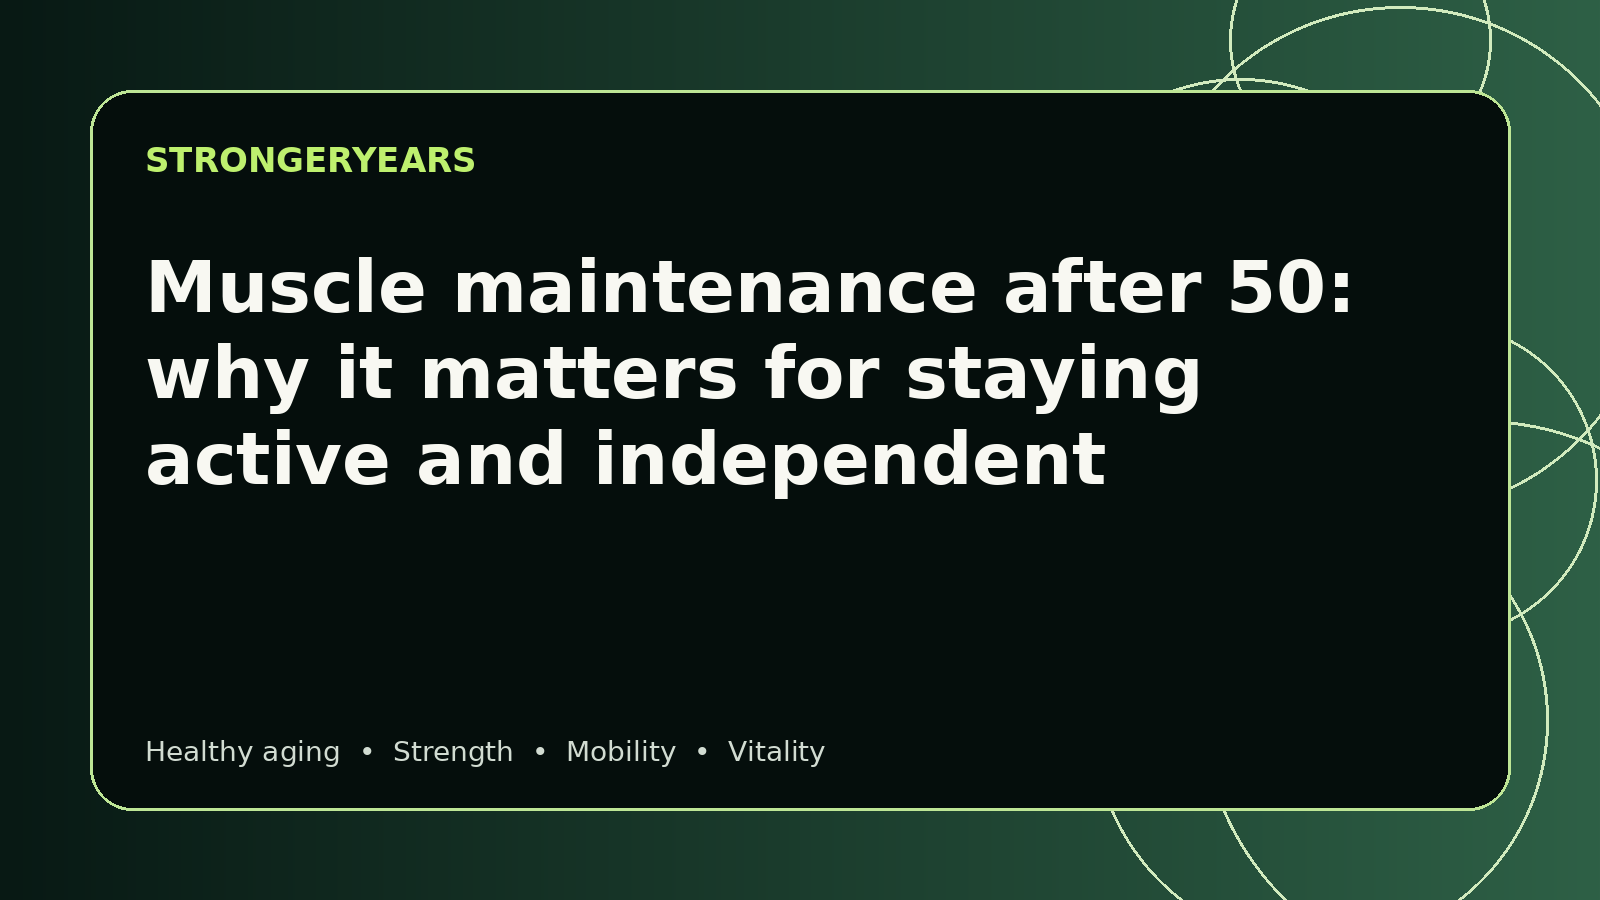 STRONGERYEARS
Muscle maintenance after 50:
why it matters for staying
active and independent
Healthy aging • Strength • Mobility • Vitality